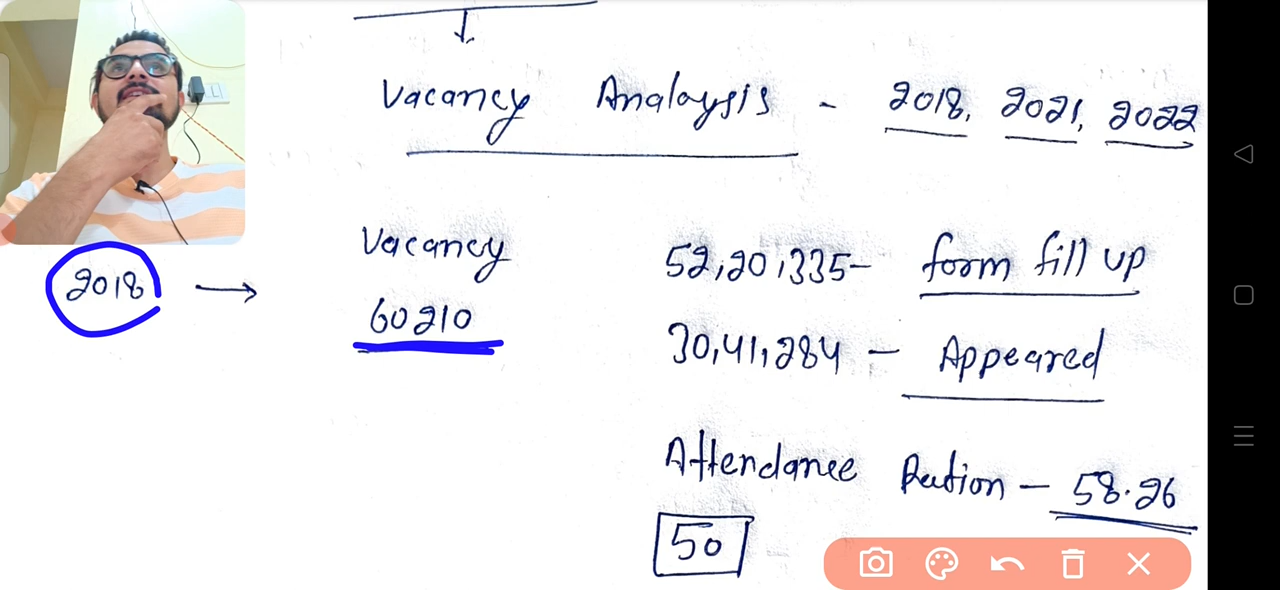 Vacancy Analaysis - 2018, 2021, 2022
2018 → Vacancy
60210
52,20,335- form fill up
30,41,284 - Appeared
Attendance Ration - 58.26
50